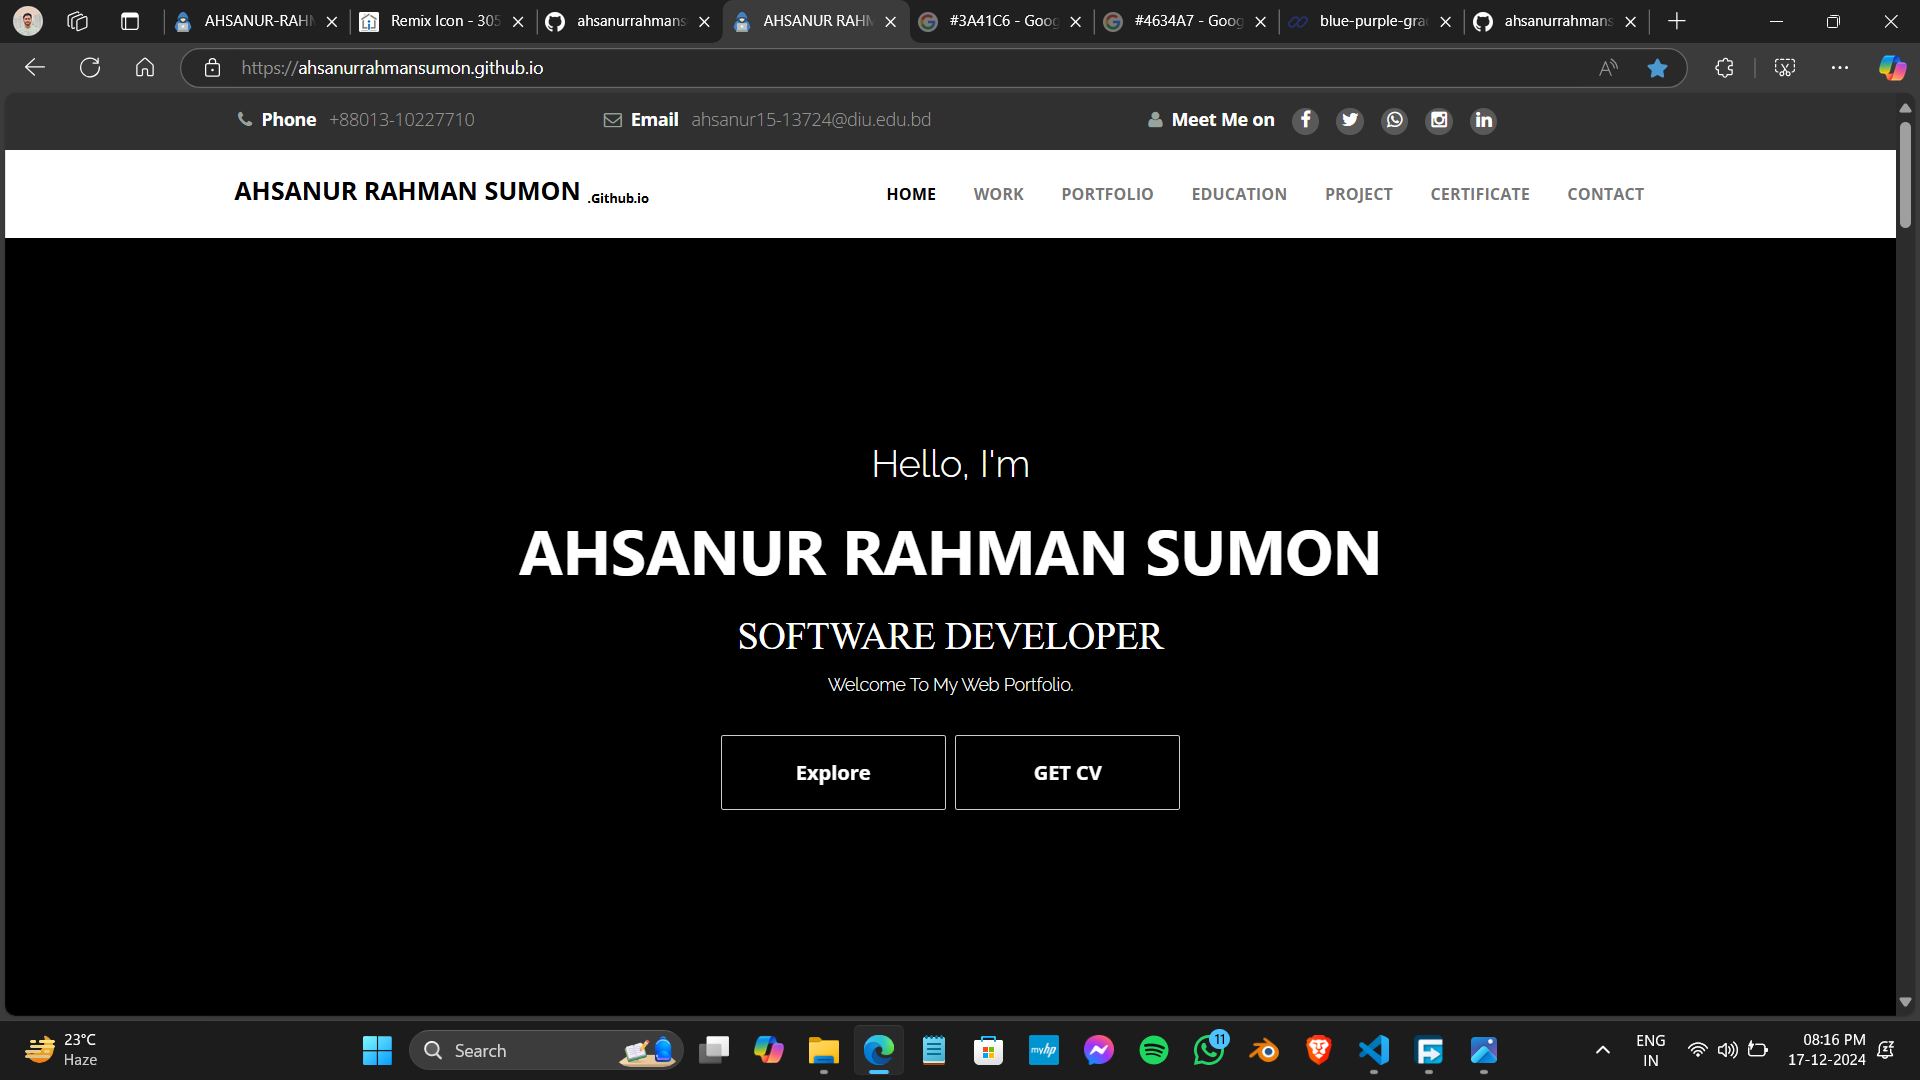 AHSANUR-RAHM
Remix Icon - 305
ahsanurrahmans
AHSANUR RAHM
#3A41C6 - Goog
#4634A7 - Goog
blue-purple-gra
ahsanurrahmans
https://ahsanurrahmansumon.github.io
Phone +88013-10227710
Email ahsanur15-13724@diu.edu.bd
Meet Me on
AHSANUR RAHMAN SUMON .Github.io
HOME WORK PORTFOLIO EDUCATION PROJECT CERTIFICATE CONTACT
Hello, I'm
AHSANUR RAHMAN SUMON
SOFTWARE DEVELOPER
Welcome To My Web Portfolio.
Explore
GET CV
23°C
Haze
Search
myhp
11
ENG
IN
08:16 PM
17-12-2024